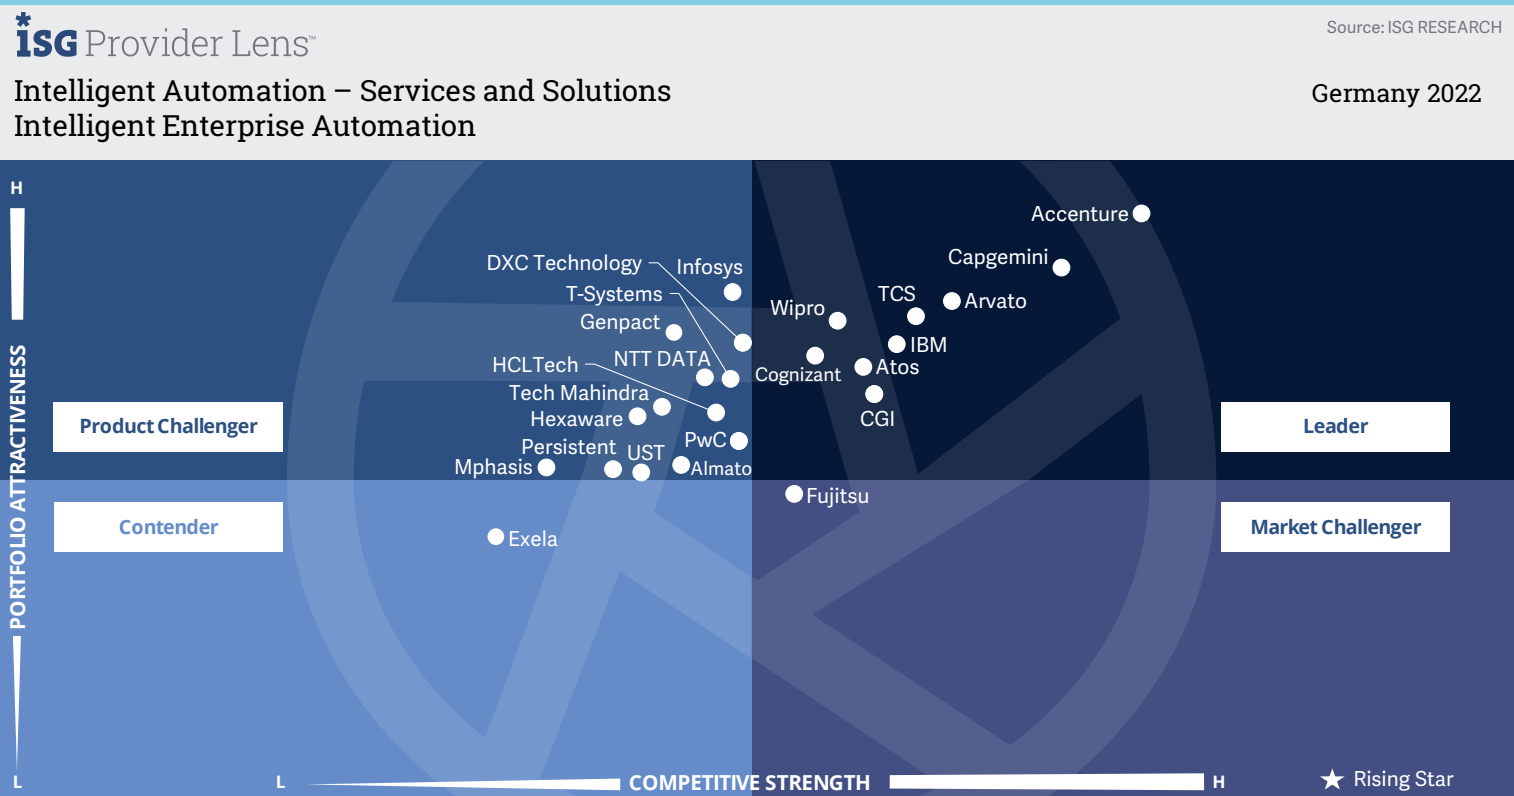 ISG Provider Lens™
Source: ISG RESEARCH
Intelligent Automation – Services and Solutions
Intelligent Enterprise Automation
Germany 2022
H
PORTFOLIO ATTRACTIVENESS
L
Accenture
Capgemini
DXC Technology
Infosys
T-Systems
TCS
Arvato
Wipro
Genpact
IBM
NTT DATA
HCLTech
Atos
Cognizant
Tech Mahindra
Hexaware
CGI
Product Challenger
Leader
PwC
Persistent
UST
Mphasis
Almato
Fujitsu
Contender
Market Challenger
Exela
L
COMPETITIVE STRENGTH
H
★ Rising Star